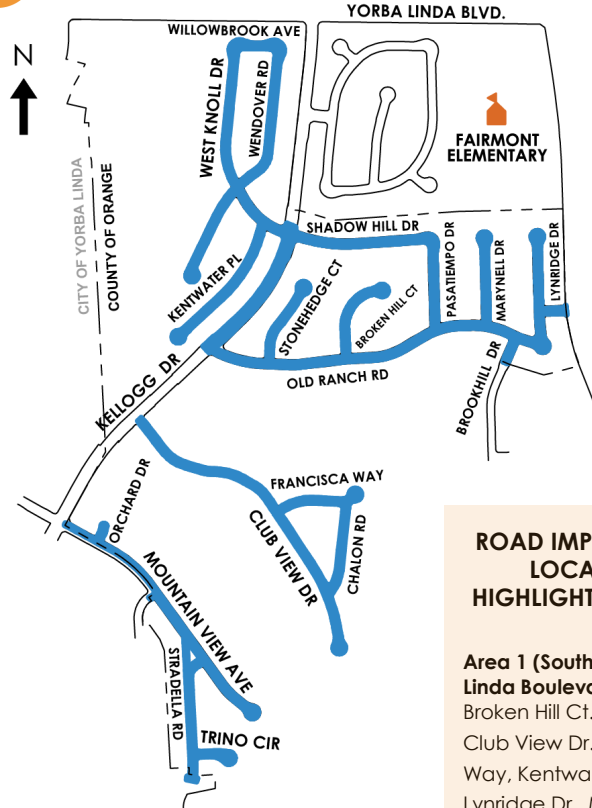 YORBA LINDA BLVD.
WILLOWBROOK AVE
N
WEST KNOLL DR
WENDOVER RD
FAIRMONT
ELEMENTARY
CITY OF YORBA LINDA
COUNTY OF ORANGE
SHADOW HILL DR
KENTWATER PL
STONEHEDGE CT
BROKEN HILL CT
PASATIEMPO DR
MARYNELL DR
LYNRIDGE DR
OLD RANCH RD
BROOKHILL DR
KELLOGG DR
ORCHARD DR
FRANCISCA WAY
CLUB VIEW DR
CHALON RD
MOUNTAIN VIEW AVE
STRADELLA RD
TRINO CIR
ROAD IMP
LOCA
HIGHLIGHT
Area 1 (South
Linda Bouleva
Broken Hill Ct.
Club View Dr.
Way, Kentwa
Lynridge Dr.